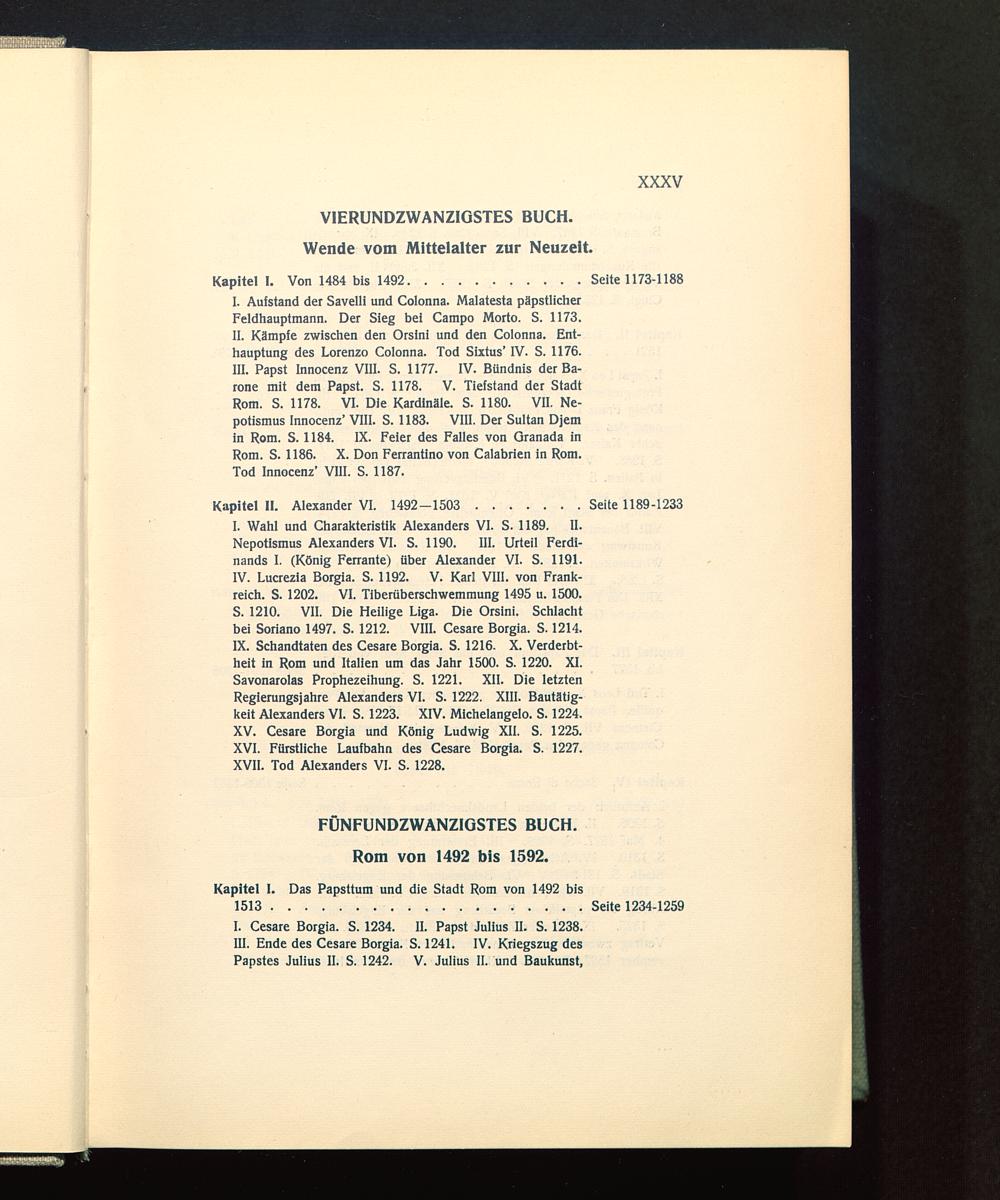 XXXV
VIERUNDZWANZIGSTES BUCH.
Wende vom Mittelalter zur Neuzeit.
Kapitel I. Von 1484 bis 1492. . . . . . . . . . . Seite 1173-1188
I. Aufstand der Savelli und Colonna. Malatesta päpstlicher
Feldhauptmann. Der Sieg bei Campo Morto. S. 1173.
II. Kämpfe zwischen den Orsini und den Colonna. Ent-
hauptung des Lorenzo Colonna. Tod Sixtus' IV. S. 1176.
III. Papst Innocenz VIII. S. 1177. IV. Bündnis der Ba-
rone mit dem Papst. S. 1178. V. Tiefstand der Stadt
Rom. S. 1178. VI. Die Kardinäle. S. 1180. VII. Ne-
potismus Innocenz' VIII. S. 1183. VIII. Der Sultan Djem
in Rom. S. 1184. IX. Feier des Falles von Granada in
Rom. S. 1186. X. Don Ferrantino von Calabrien in Rom.
Tod Innocenz' VIII. S. 1187.
Kapitel II. Alexander VI. 1492—1503 . . . . . . . Seite 1189-1233
I. Wahl und Charakteristik Alexanders VI. S. 1189. II.
Nepotismus Alexanders VI. S. 1190. III. Urteil Ferdi-
nands I. (König Ferrante) über Alexander VI. S. 1191.
IV. Lucrezia Borgia. S. 1192. V. Karl VIII. von Frank-
reich. S. 1202. VI. Tiberüberschwemmung 1495 u. 1500.
S. 1210. VII. Die Heilige Liga. Die Orsini. Schlacht
bei Soriano 1497. S. 1212. VIII. Cesare Borgia. S. 1214.
IX. Schandtaten des Cesare Borgia. S. 1216. X. Verderbt-
heit in Rom und Italien um das Jahr 1500. S. 1220. XI.
Savonarolas Prophezeihung. S. 1221. XII. Die letzten
Regierungsjahre Alexanders VI. S. 1222. XIII. Bautätig-
keit Alexanders VI. S. 1223. XIV. Michelangelo. S. 1224.
XV. Cesare Borgia und König Ludwig XII. S. 1225.
XVI. Fürstliche Laufbahn des Cesare Borgia. S. 1227.
XVII. Tod Alexanders VI. S. 1228.
FÜNFUNDZWANZIGSTES BUCH.
Rom von 1492 bis 1592.
Kapitel I. Das Papsttum und die Stadt Rom von 1492 bis
1513 . . . . . . . . . . . . . . . . . . . Seite 1234-1259
I. Cesare Borgia. S. 1234. II. Papst Julius II. S. 1238.
III. Ende des Cesare Borgia. S. 1241. IV. Kriegszug des
Papstes Julius II. S. 1242. V. Julius II. und Baukunst,